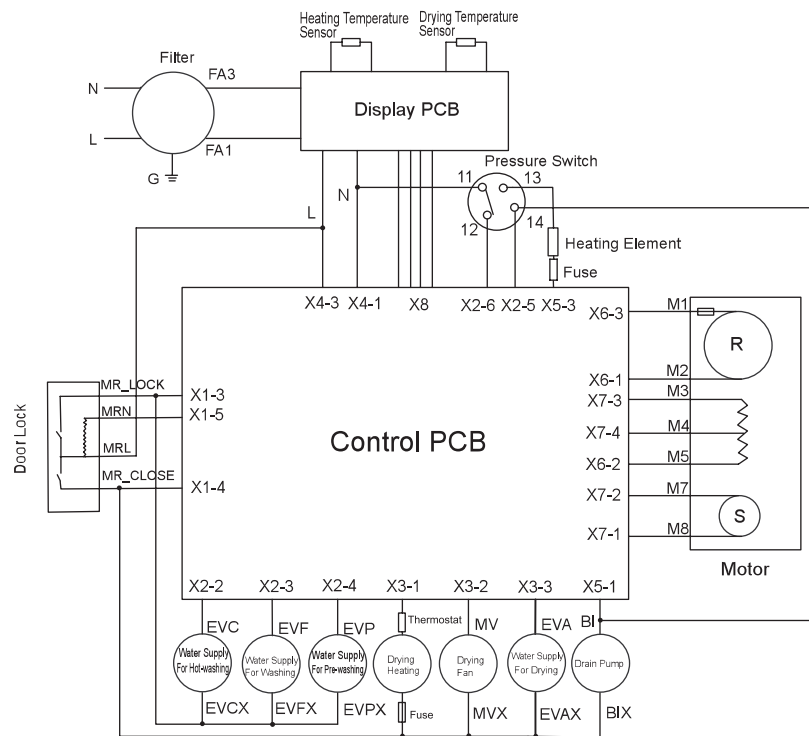 Heating Temperature
Sensor
Drying Temperature
Sensor
Filter
FA3
N
L
FA1
G
Display PCB
Pressure Switch
11
13
12
14
L
N
Heating Element
Fuse
X4-3
X4-1
X8
X2-6
X2-5
X5-3
X6-3
M1
R
X6-1
M2
X7-3
M3
X7-4
M4
X6-2
M5
X7-2
M7
S
X7-1
M8
Motor
Door Lock
MR_LOCK
X1-3
MRN
X1-5
MRL
MR_CLOSE
X1-4
Control PCB
X2-2
X2-3
X2-4
X3-1
X3-2
X3-3
X5-1
EVC
EVF
EVP
Thermostat
MV
EVA
BI
Water Supply
For Hot-washing
Water Supply
For Washing
Water Supply
For Pre-washing
Drying
Heating
Drying
Fan
Water Supply
For Drying
Drain Pump
EVCX
EVFX
EVPX
Fuse
MVX
EVAX
BIX